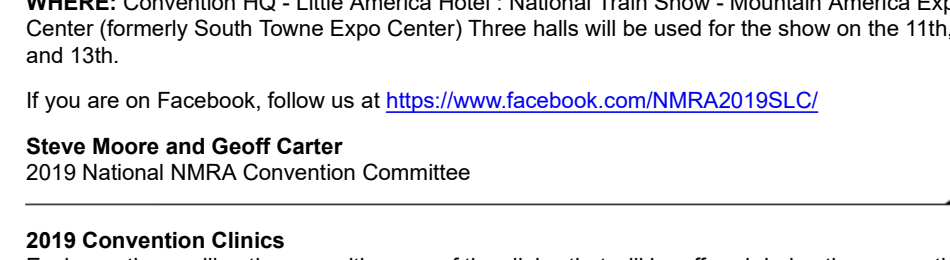 WHERE: Convention HQ - Little America Hotel : National Train Show - Mountain America Exp
Center (formerly South Towne Expo Center) Three halls will be used for the show on the 11th,
and 13th.
If you are on Facebook, follow us at https://www.facebook.com/NMRA2019SLC/
Steve Moore and Geoff Carter
2019 National NMRA Convention Committee
2019 Convention Clinics